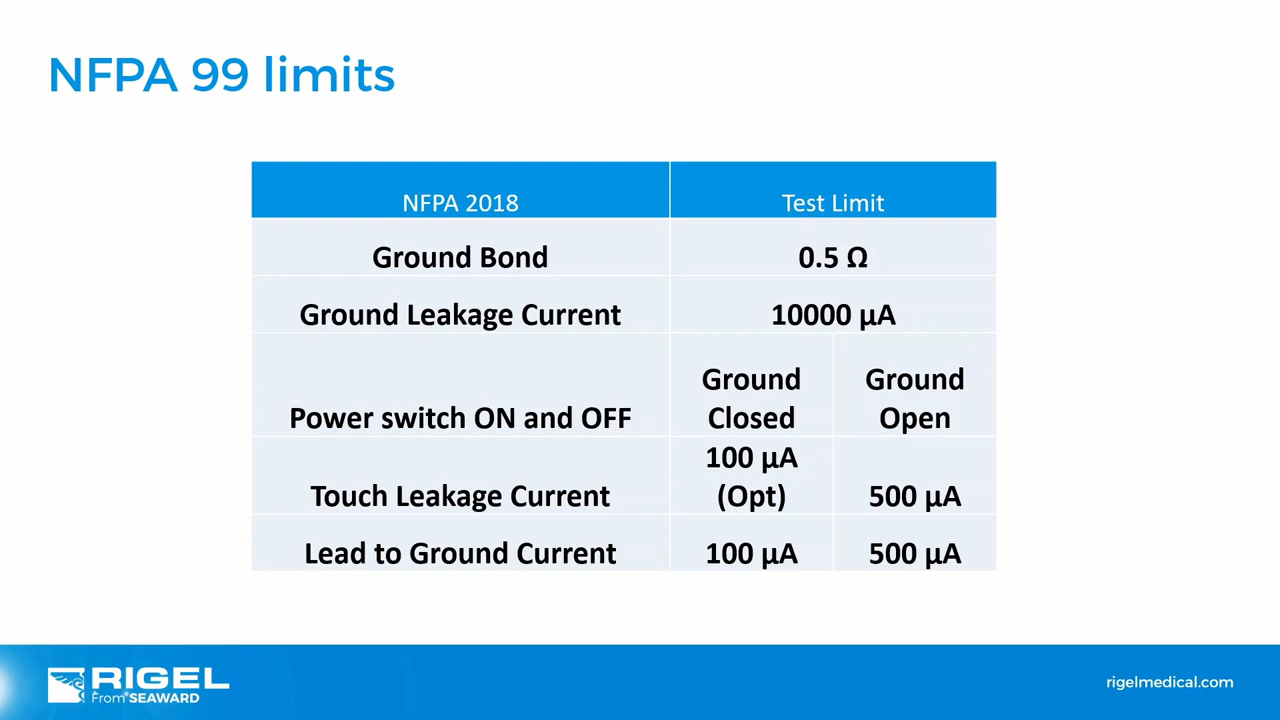 NFPA 99 limits
NFPA 2018 Test Limit
Ground Bond 0.5 Ω
Ground Leakage Current 10000 µA
Power switch ON and OFF
Ground
Closed
Ground
Open
Touch Leakage Current
100 µA
(Opt)
500 µA
Lead to Ground Current 100 µA 500 µA
RIGEL
From SEAWARD
rigelmedical.com